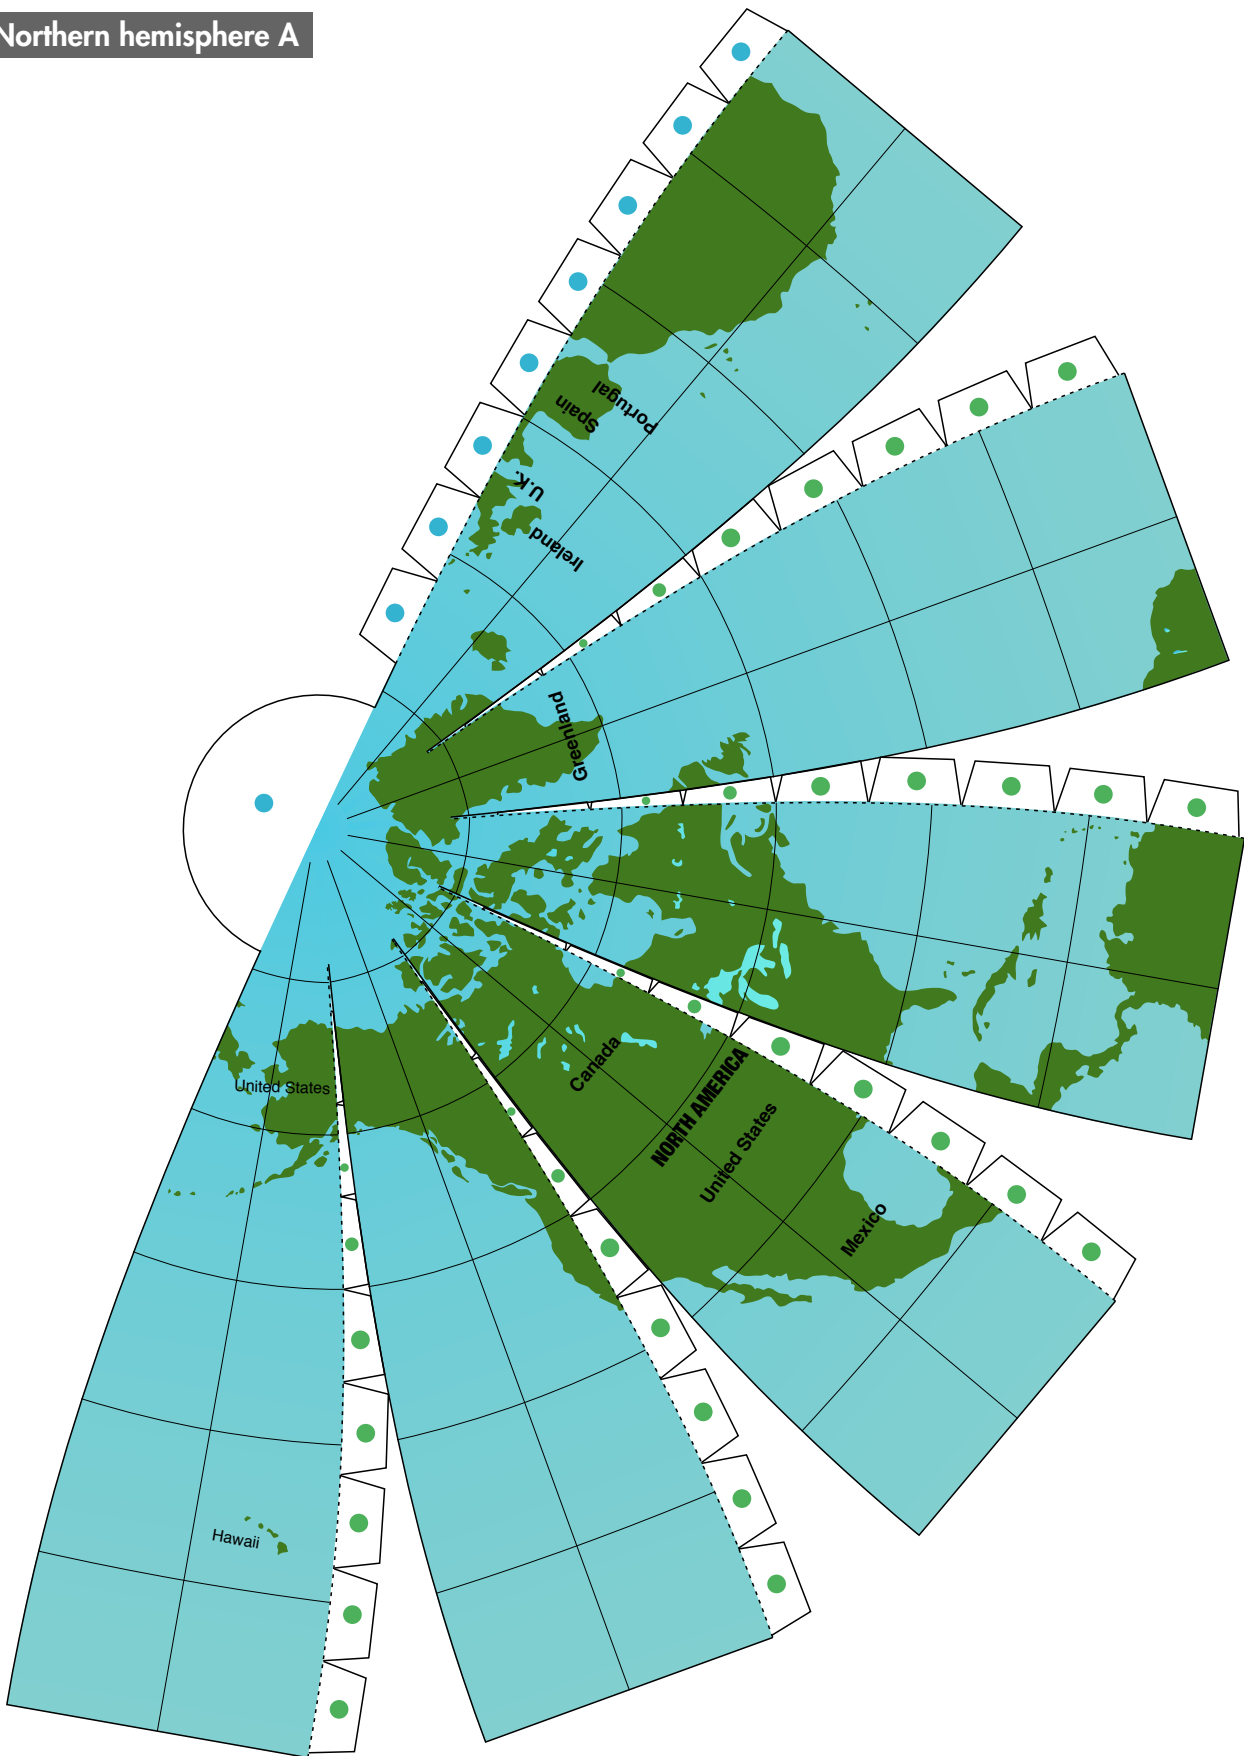 Northern hemisphere A
Portugal
Spain
U.K.
Ireland
Greenland
Canada
NORTH AMERICA
United States
United States
Mexico
Hawaii